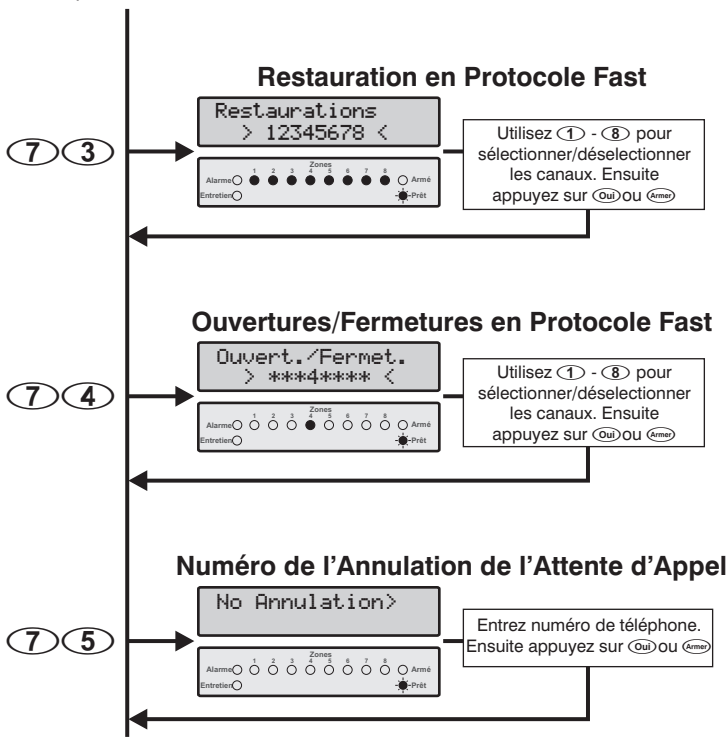 Restauration en Protocole Fast
Restaurations
> 12345678 <
7 3
Zones
1 2 3 4 5 6 7 8
Alarme Armé
Entretien Prêt
Utilisez 1 - 8 pour
sélectionner/déselectionner
les canaux. Ensuite
appuyez sur Oui ou Armer
Ouvertures/Fermetures en Protocole Fast
Ouvert./Fermet.
> ***4**** <
7 4
Zones
1 2 3 4 5 6 7 8
Alarme Armé
Entretien Prêt
Utilisez 1 - 8 pour
sélectionner/déselectionner
les canaux. Ensuite
appuyez sur Oui ou Armer
Numéro de l'Annulation de l'Attente d'Appel
No Annulation>
7 5
Zones
1 2 3 4 5 6 7 8
Alarme Armé
Entretien Prêt
Entrez numéro de téléphone.
Ensuite appuyez sur Oui ou Armer